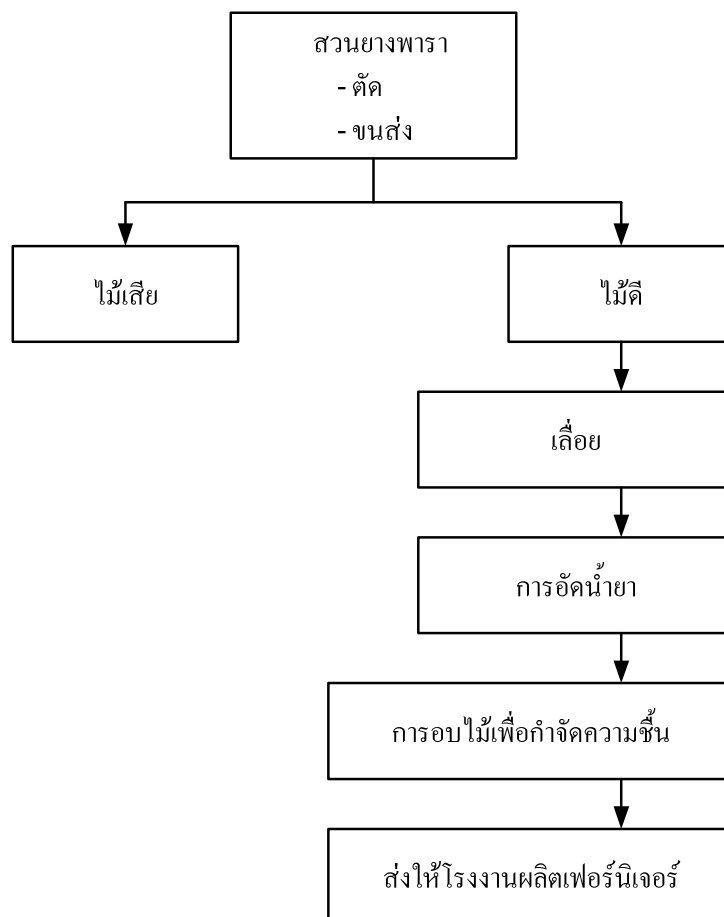 สวนยางพารา
- ตัด
- ขนส่ง
ไม้เสีย
ไม้ดี
เลื่อย
การอัดน้ำยา
การอบไม้เพื่อกำจัดความชื้น
ส่งให้โรงงานผลิตเฟอร์นิเจอร์